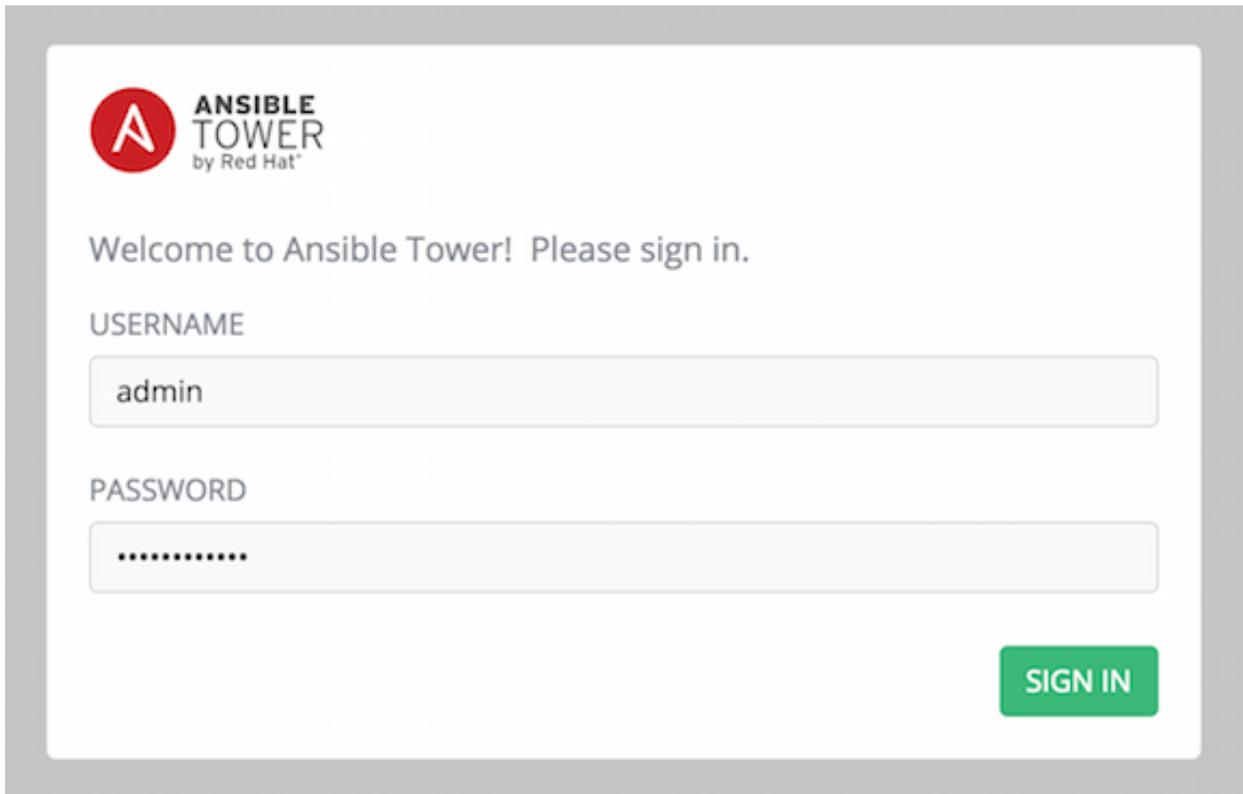 ANSIBLE
TOWER
by Red Hat®
Welcome to Ansible Tower! Please sign in.
USERNAME
admin
PASSWORD
••••••••••••
SIGN IN